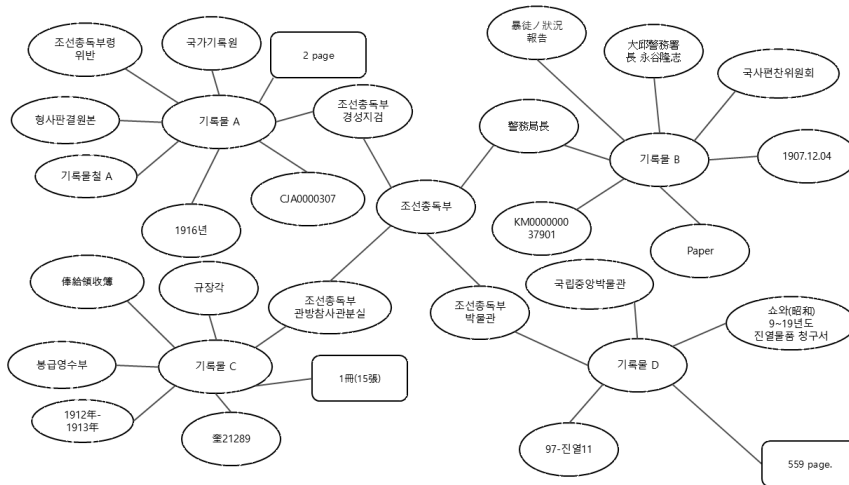 조선총독부령
위반
국가기록원
2 page
형사판결원본
기록물 A
조선총독부
경성지검
기록물철 A
CJA0000307
1916년
暴徒ノ狀況
報告
大邱警務署
長 永谷隆志
국사편찬위원회
警務局長
기록물 B
1907.12.04
KM0000000
37901
Paper
조선총독부
俸給領收簿
규장각
조선총독부
관방참사관분실
봉급영수부
기록물 C
1冊(15張)
1912年-
1913年
奎21289
국립중앙박물관
조선총독부
박물관
쇼와(昭和)
9~19년도
진열물품 청구서
기록물 D
97-진열11
559 page.